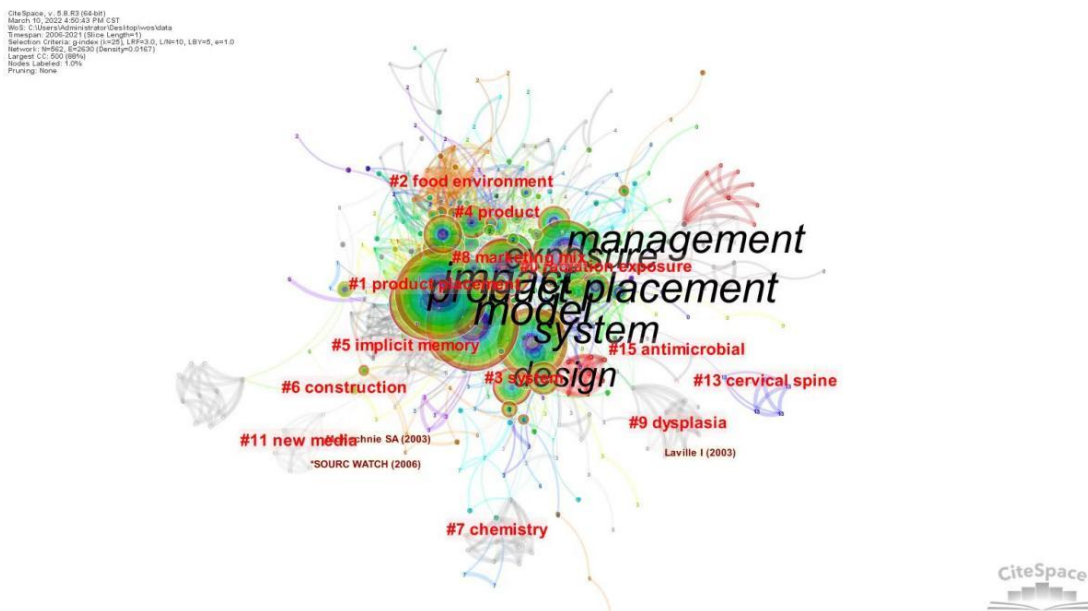 CiteSpace, v. 5.8.R3 (64-bit)
March 10, 2022 4:50:43 PM CST
WoS: C:\Users\Administrator\Desktop\wos\data
Timespan: 2006-2021 (Slice Length=1)
Selection Criteria: g-index (k=25), LRF=3.0, L/N=10, LBY=5, e=1.0
Network: N=562, E=2630 (Density=0.0167)
Largest CC: 500 (88%)
Nodes Labeled: 1.0%
Pruning: None
#2 food environment
#4 product
management
exposure
#8 marketing mix
exposure
#1 product placement
impact
product placement
model
system
#5 implicit memory
#15 antimicrobial
#3 system
design
#13 cervical spine
#6 construction
#9 dysplasia
#11 new media
SA (2003)
Laville I (2003)
*SOURC WATCH (2006)
#7 chemistry
CiteSpace